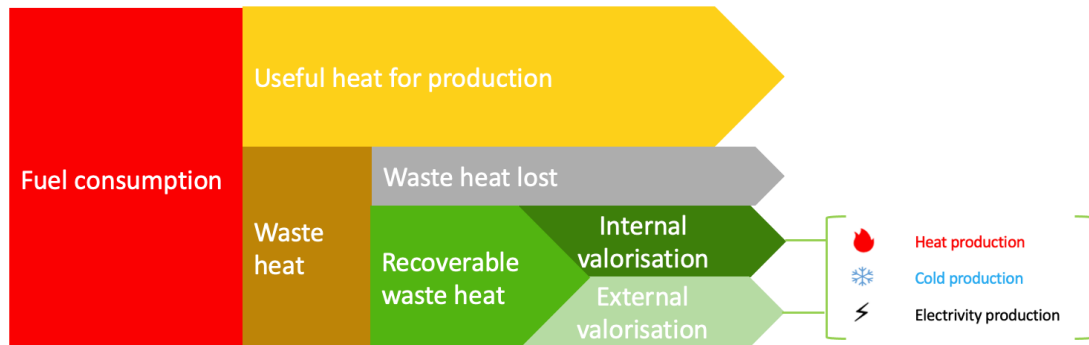 Useful heat for production
Fuel consumption
Waste heat lost
Waste
heat
Recoverable
waste heat
Internal
valorisation
External
valorisation
Heat production
Cold production
Electrivity production